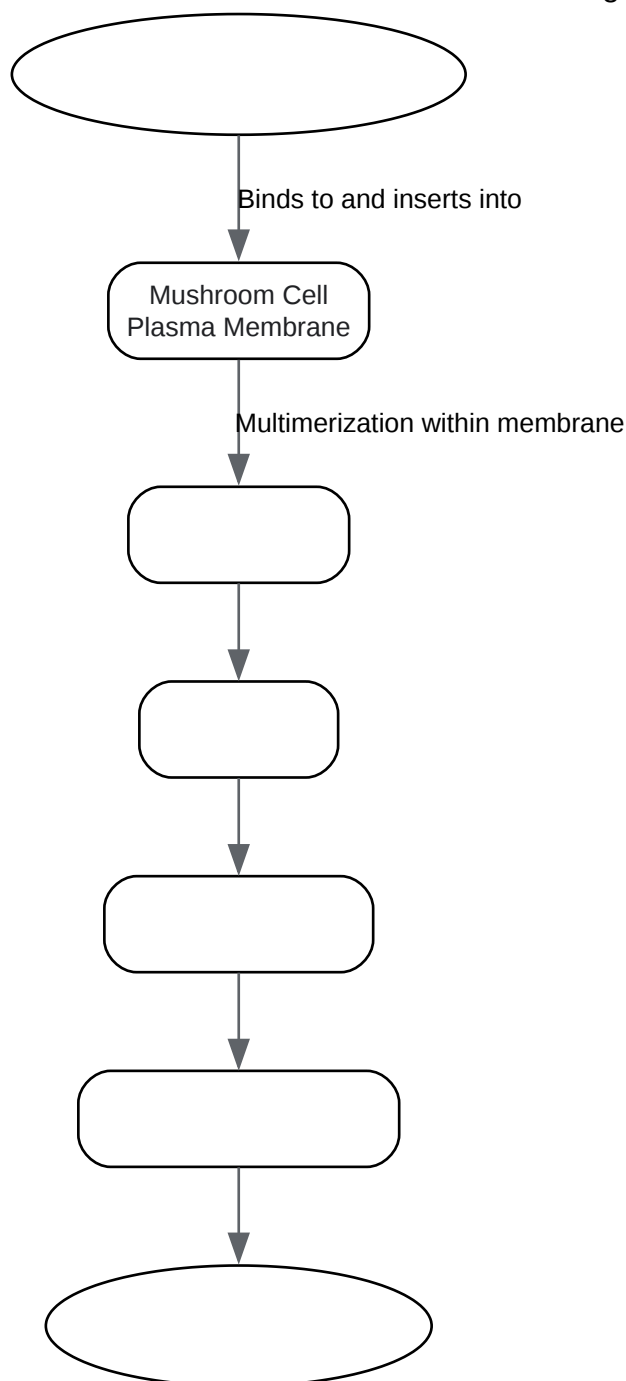 Binds to and inserts into
Mushroom Cell
Plasma Membrane
Multimerization within membrane